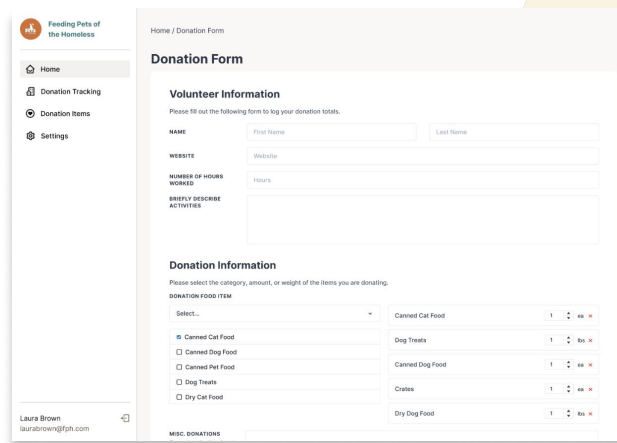 Feeding Pets of
the Homeless
Home
Donation Tracking
Donation Items
Settings
Laura Brown
laurabrown@fph.com
Home / Donation Form
Donation Form
Volunteer Information
Please fill out the following form to log your donation totals.
NAME
First Name
Last Name
WEBSITE
Website
NUMBER OF HOURS
WORKED
Hours
BRIEFLY DESCRIBE
ACTIVITIES
Donation Information
Please select the category, amount, or weight of the items you are donating.
DONATION FOOD ITEM
Select...
Canned Cat Food
Canned Dog Food
Canned Pet Food
Dog Treats
Dry Cat Food
Canned Cat Food 1 ea ×
Dog Treats 1 lbs ×
Canned Dog Food 1 ea ×
Crates 1 ea ×
Dry Dog Food 1 lbs ×
MISC. DONATIONS